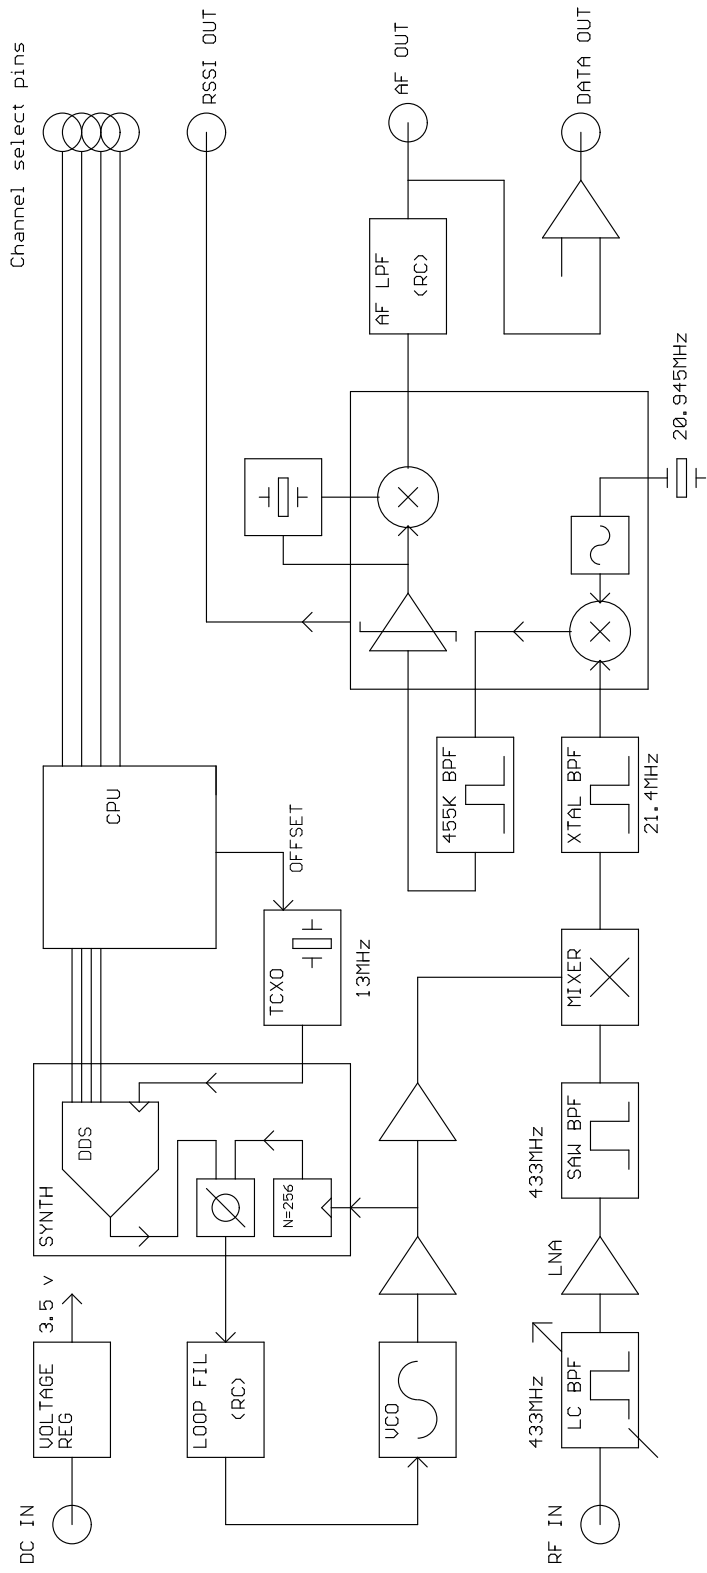 DC IN
VOLTAGE
REG
3.5 v
SYNTH
DDS
CPU
Channel select pins
N=256
LOOP FIL
(RC)
TCXO
13MHz
OFFSET
RSSI OUT
VCO
455K BPF
AF LPF
(RC)
AF OUT
RF IN
433MHz
LC BPF
LNA
433MHz
SAW BPF
MIXER
XTAL BPF
21.4MHz
20.945MHz
DATA OUT